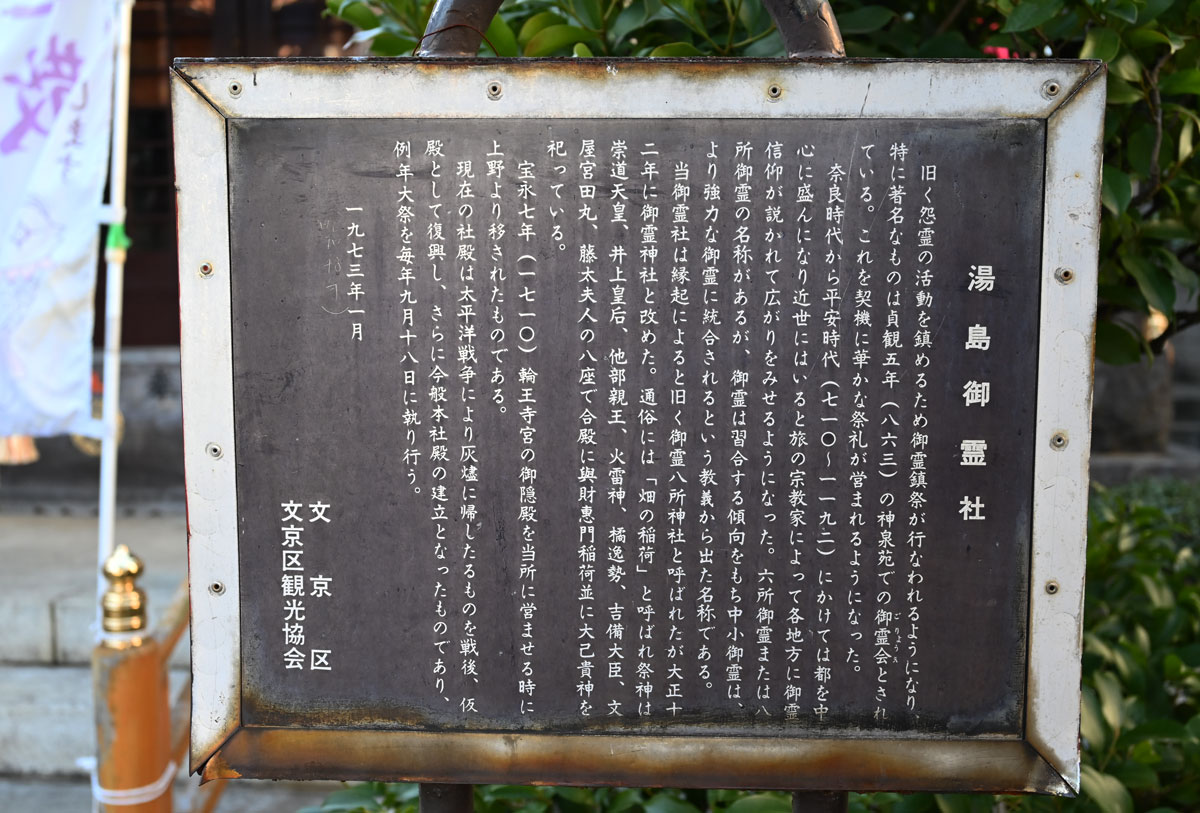 湯島御霊社
旧く怨霊の活動を鎮めるため御霊鎮祭が行なわれるようになり、
特に著名なものは貞観五年（八六三）の神泉苑での御霊会とされ
ごりょうえ
ている。これを契機に華かな祭礼が営まれるようになった。
奈良時代から平安時代（七一〇～一一九二）にかけては都を中
心に盛んになり近世にはいると旅の宗教家によって各地方に御霊
信仰が説かれて広がりをみせるようになった。六所御霊または八
所御霊の名称があるが、御霊は習合する傾向をもち中小御霊は、
より強力な御霊に統合されるという教義から出た名称である。
当御霊社は縁起によると旧く御霊八所神社と呼ばれたが大正十
二年に御霊神社と改めた。通俗には「畑の稲荷」と呼ばれ祭神は
崇道天皇、井上皇后、他部親王、火雷神、橘逸勢、吉備大臣、文
屋宮田丸、藤太夫人の八座で合殿に與財恵門稲荷並に大己貴神を
祀っている。
宝永七年（一七一〇）輪王寺宮の御隠殿を当所に営ませる時に
上野より移されたものである。
現在の社殿は太平洋戦争により灰燼に帰したるものを戦後、仮
殿として復興し、さらに今般本社殿の建立となったものであり、
例年大祭を毎年九月十八日に執り行う。
一九七三年一月
文京区
文京区観光協会
します